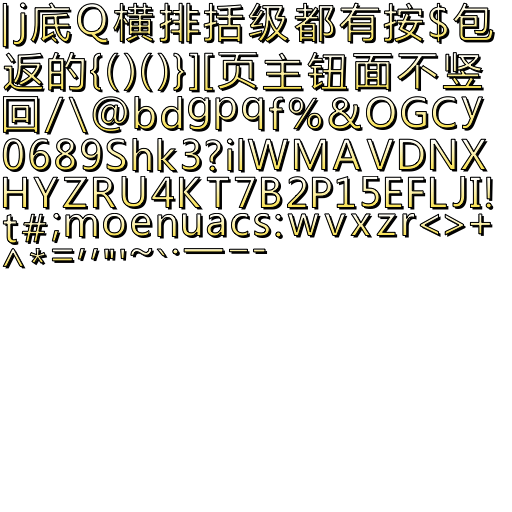 |j底Q横排括级都有按$包
返的{()()}][页主钮面不竖
回/\@bdgpqf%&OGCy
0689Shk3?ilWMAVDNX
HYZRU4KT7B2P15EFLJI!
t#;moenuacs:wvxzr<>+
^*=